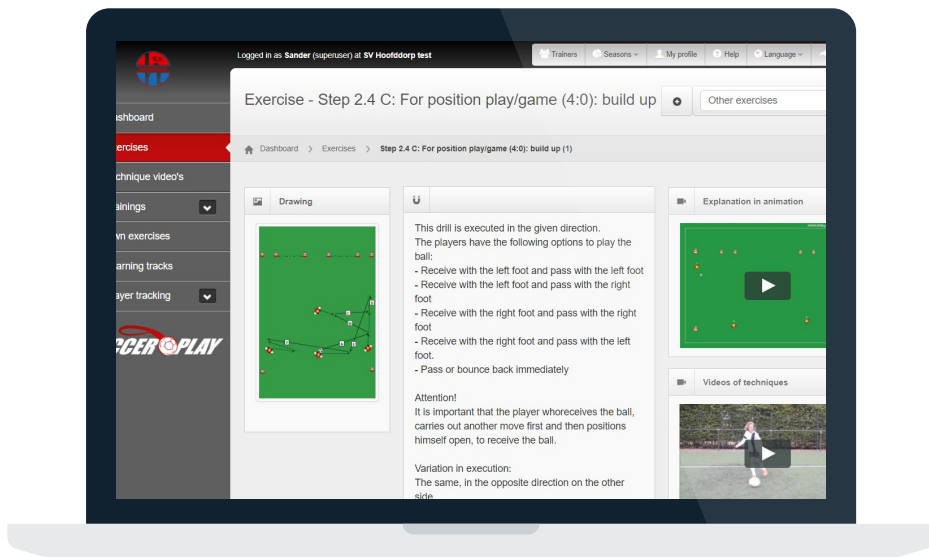 Logged in as Sander (superuser) at SV Hoofddorp test
Trainers
Seasons
My profile
Help
Language
Exercise - Step 2.4 C: For position play/game (4:0): build up
Other exercises
ashboard
ercises
chnique video's
ainings
wn exercises
arning tracks
ayer tracking
CCER PLAY
Dashboard > Exercises > Step 2.4 C: For position play/game (4:0): build up (1)
Drawing
This drill is executed in the given direction.
The players have the following options to play the
ball:
- Receive with the left foot and pass with the left foot
- Receive with the left foot and pass with the right
foot
- Receive with the right foot and pass with the right
foot
- Receive with the right foot and pass with the left
foot.
- Pass or bounce back immediately
Attention!
It is important that the player whoreceives the ball,
carries out another move first and then positions
himself open, to receive the ball.
Variation in execution:
The same, in the opposite direction on the other
side
Explanation in animation
Videos of techniques